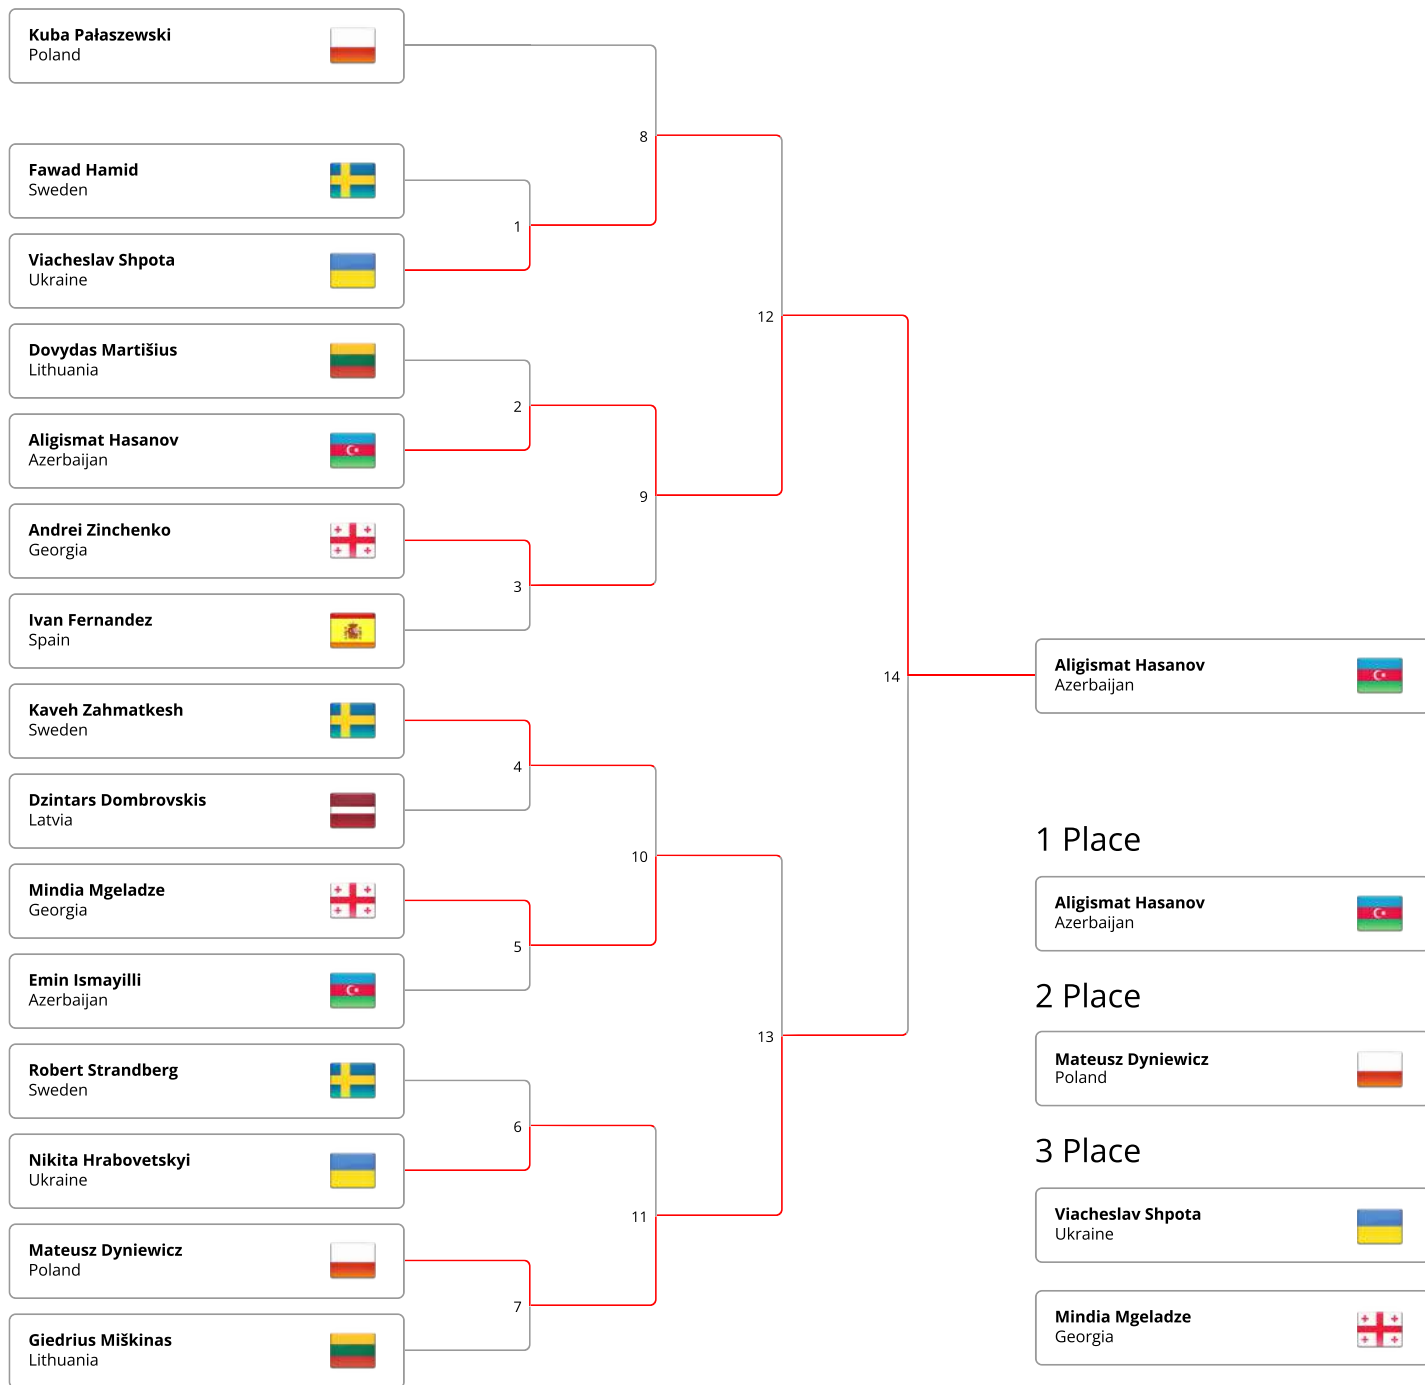 Kuba Pałaszewski
Poland
Fawad Hamid
Sweden
Viacheslav Shpota
Ukraine
Dovydas Martišius
Lithuania
Aligismat Hasanov
Azerbaijan
Andrei Zinchenko
Georgia
Ivan Fernandez
Spain
Kaveh Zahmatkesh
Sweden
Dzintars Dombrovskis
Latvia
Mindia Mgeladze
Georgia
Emin Ismayilli
Azerbaijan
Robert Strandberg
Sweden
Nikita Hrabovetskyi
Ukraine
Mateusz Dyniewicz
Poland
Giedrius Miškinas
Lithuania
1
2
3
4
5
6
7
8
9
10
11
12
13
14
Aligismat Hasanov
Azerbaijan
1 Place
Aligismat Hasanov
Azerbaijan
2 Place
Mateusz Dyniewicz
Poland
3 Place
Viacheslav Shpota
Ukraine
Mindia Mgeladze
Georgia